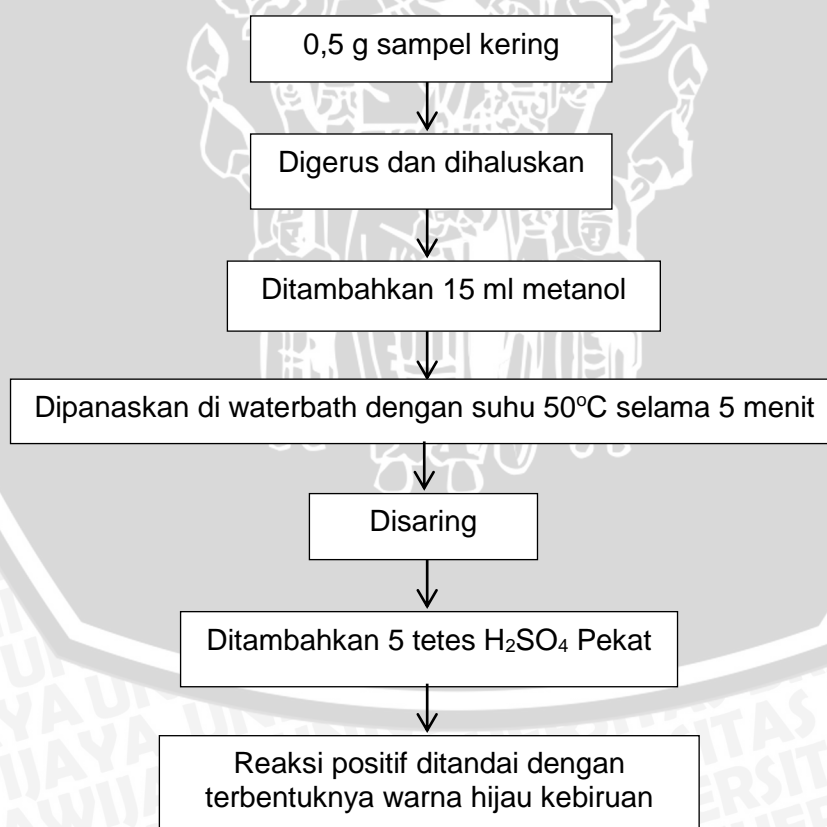 0,5 g sampel kering
Digerus dan dihaluskan
Ditambahkan 15 ml metanol
Dipanaskan di waterbath dengan suhu 50°C selama 5 menit
Disaring
Ditambahkan 5 tetes H₂SO₄ Pekat
Reaksi positif ditandai dengan
terbentuknya warna hijau kebiruan